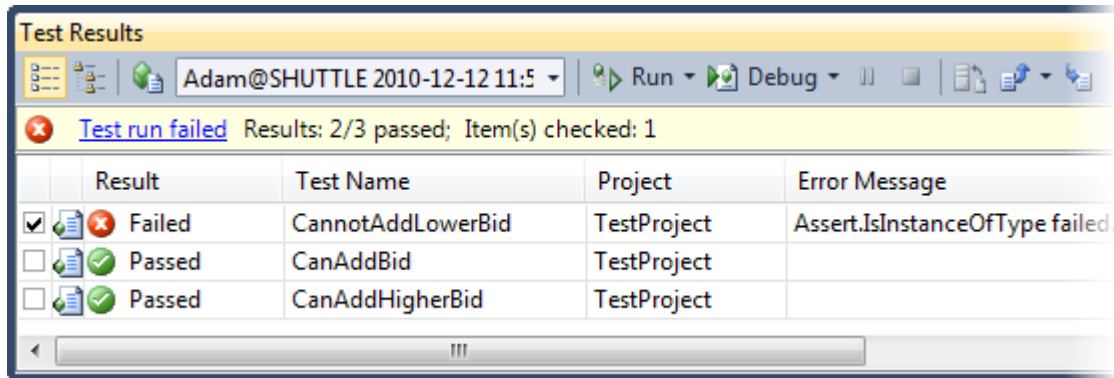 Test Results
Adam@SHUTTLE 2010-12-12 11:5 Run Debug
Test run failed Results: 2/3 passed; Item(s) checked: 1
Result Test Name Project Error Message
Failed CannotAddLowerBid TestProject Assert.IsInstanceOfType failed.
Passed CanAddBid TestProject
Passed CanAddHigherBid TestProject